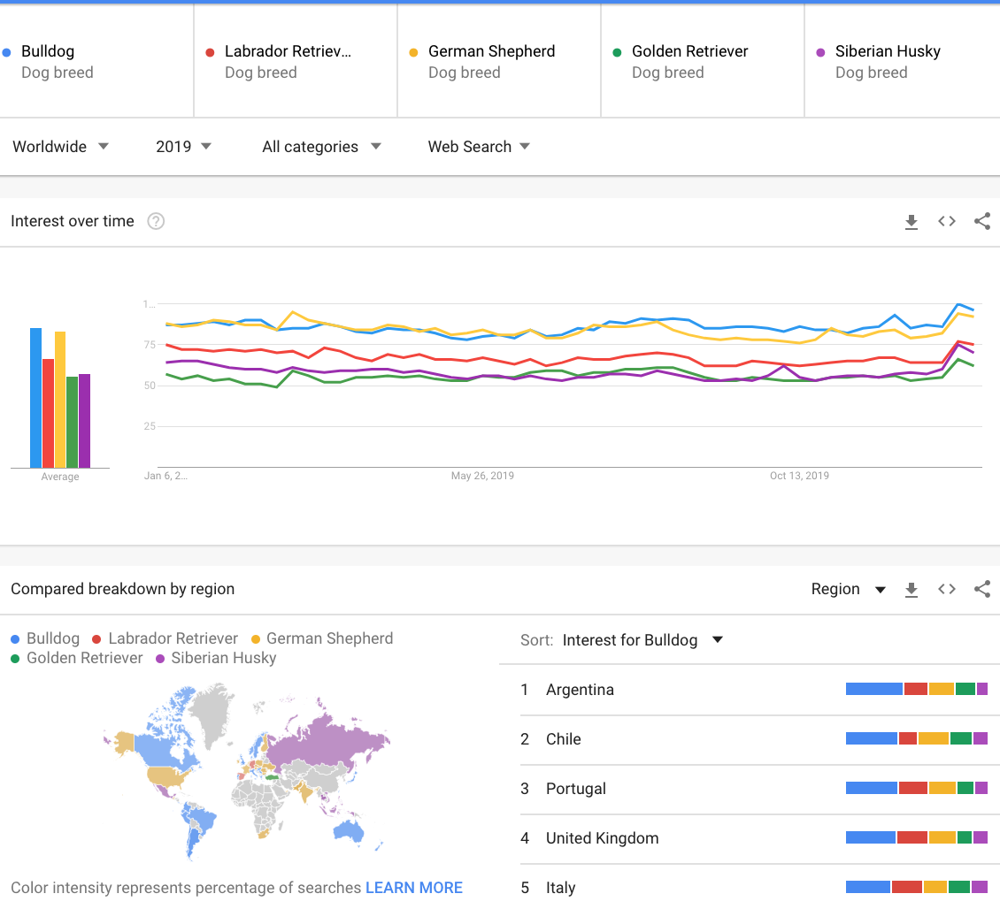 Bulldog
Dog breed
Labrador Retriev...
Dog breed
German Shepherd
Dog breed
Golden Retriever
Dog breed
Siberian Husky
Dog breed
Worldwide 2019 All categories Web Search
Interest over time ?
1...
75
50
25
Average
Jan 6, 2... May 26, 2019 Oct 13, 2019
Compared breakdown by region
Region
Bulldog Labrador Retriever German Shepherd
Golden Retriever Siberian Husky
Sort: Interest for Bulldog
1 Argentina
2 Chile
3 Portugal
4 United Kingdom
5 Italy
Color intensity represents percentage of searches LEARN MORE